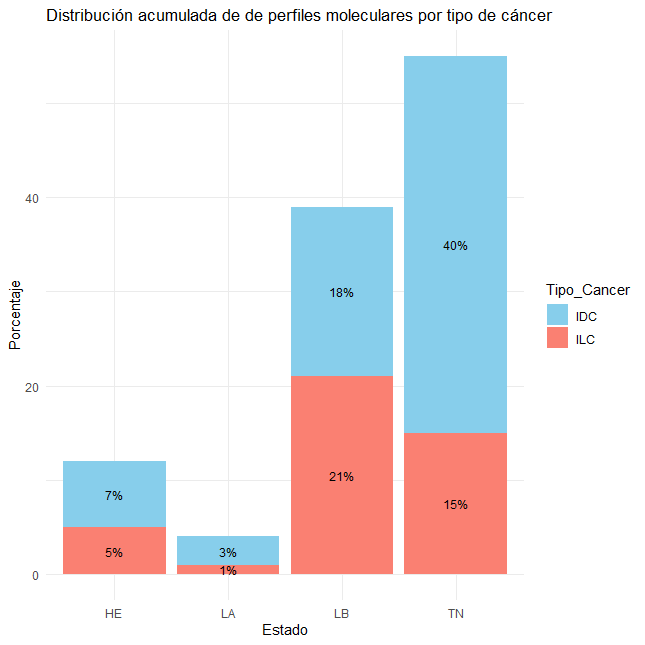 Distribución acumulada de de perfiles moleculares por tipo de cáncer
Porcentaje
40
20
0
40%
18%
21%
15%
7%
5%
3%
1%
HE LA LB TN
Estado
Tipo_Cancer
IDC
ILC